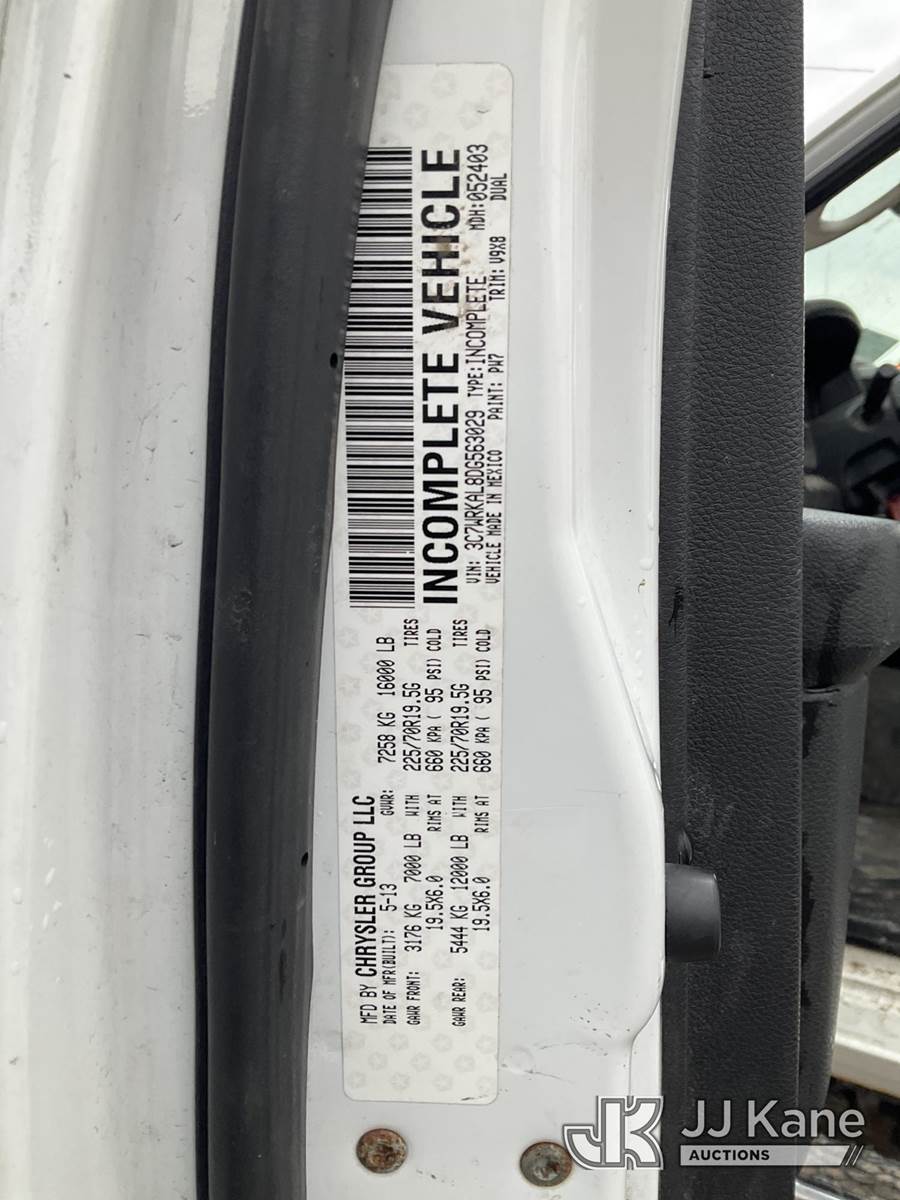 MFD BY CHRYSLER GROUP LLC
DATE OF MFR(BUILT): 5-13 GVWR: 7258 KG 16000 LB
GAWR FRONT: 3176 KG 7000 LB WITH 225/70R19.5G TIRES
19.5X6.0 RIMS AT 660 KPA ( 95 PSI) COLD
GAWR REAR: 5444 KG 12000 LB WITH 225/70R19.5G TIRES
19.5X6.0 RIMS AT 660 KPA ( 95 PSI) COLD
INCOMPLETE VEHICLE
VIN: 3C7WRKAL8DG563029 TYPE:INCOMPLETE MDH:052403
VEHICLE MADE IN MEXICO PAINT: PW7 TRIM: V9X8 DUAL
JK JJ Kane
AUCTIONS